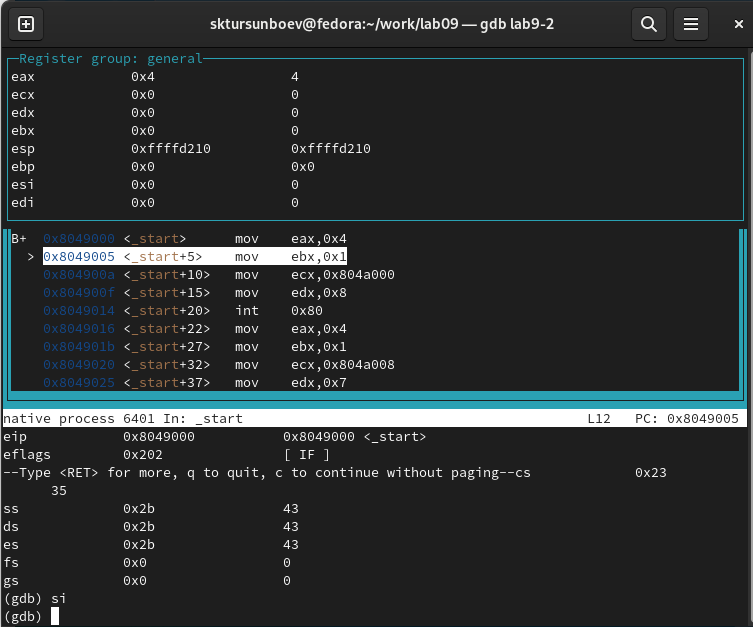 sktursunboev@fedora:~/work/lab09 — gdb lab9-2
Register group: general
eax 0x4 4
ecx 0x0 0
edx 0x0 0
ebx 0x0 0
esp 0xffffd210 0xffffd210
ebp 0x0 0x0
esi 0x0 0
edi 0x0 0
B+ 0x8049000 <_start> mov eax,0x4
> 0x8049005 <_start+5> mov ebx,0x1
0x804900a <_start+10> mov ecx,0x804a000
0x804900f <_start+15> mov edx,0x8
0x8049014 <_start+20> int 0x80
0x8049016 <_start+22> mov eax,0x4
0x804901b <_start+27> mov ebx,0x1
0x8049020 <_start+32> mov ecx,0x804a008
0x8049025 <_start+37> mov edx,0x7
native process 6401 In: _start L12 PC: 0x8049005
eip 0x8049000 0x8049000 <_start>
eflags 0x202 [ IF ]
--Type <RET> for more, q to quit, c to continue without paging--cs 0x23
35
ss 0x2b 43
ds 0x2b 43
es 0x2b 43
fs 0x0 0
gs 0x0 0
(gdb) si
(gdb)